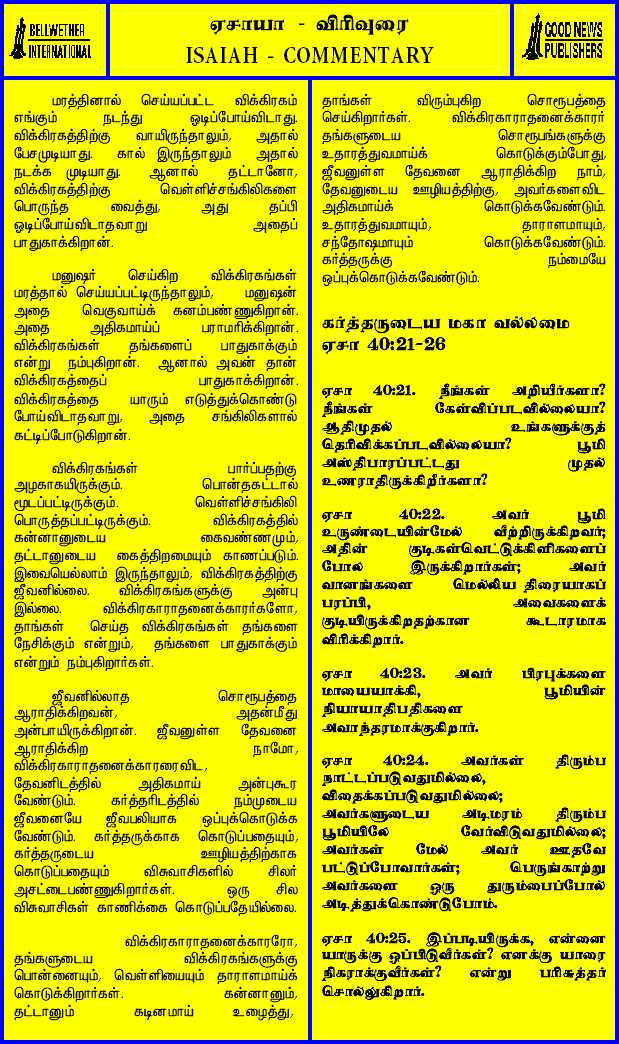 BELLWETHER
INTERNATIONAL
ஏசாயா - விரிவுரை
ISAIAH - COMMENTARY
GOOD NEWS
PUBLISHERS
மரத்தினால் செய்யப்பட்ட விக்கிரகம்
எங்கும் நடந்து ஓடிப்போய்விடாது.
விக்கிரகத்திற்கு வாயிருந்தாலும், அதால்
பேசமுடியாது. கால் இருந்தாலும் அதால்
நடக்க முடியாது. ஆனால் தட்டானோ,
விக்கிரகத்திற்கு வெள்ளிச்சங்கிலிகளை
பொருந்த வைத்து, அது தப்பி
ஓடிப்போய்விடாதவாறு அதைப்
பாதுகாக்கிறான்.
மனுஷர் செய்கிற விக்கிரகங்கள்
மரத்தால் செய்யப்பட்டிருந்தாலும், மனுஷன்
அதை வெகுவாய்க் கனம்பண்ணுகிறான்.
அதை அதிகமாய்ப் பராமரிக்கிறான்.
விக்கிரகங்கள் தங்களைப் பாதுகாக்கும்
என்று நம்புகிறான். ஆனால் அவன் தான்
விக்கிரகத்தைப் பாதுகாக்கிறான்.
விக்கிரகத்தை யாரும் எடுத்துக்கொண்டு
போய்விடாதவாறு, அதை சங்கிலிகளால்
கட்டிப்போடுகிறான்.
விக்கிரகங்கள் பார்ப்பதற்கு
அழகாகயிருக்கும். பொன்தகட்டால்
மூடப்பட்டிருக்கும். வெள்ளிச்சங்கிலி
பொருத்தப்பட்டிருக்கும். விக்கிரகத்தில்
கன்னானுடைய கைவண்ணமும்,
தட்டானுடைய கைத்திறமையும் காணப்படும்.
இவையெல்லாம் இருந்தாலும், விக்கிரகத்திற்கு
ஜீவனில்லை. விக்கிரகங்களுக்கு அன்பு
இல்லை. விக்கிரகாராதனைக்காரர்களோ,
தாங்கள் செய்த விக்கிரகங்கள் தங்களை
நேசிக்கும் என்றும், தங்களை பாதுகாக்கும்
என்றும் நம்புகிறார்கள்.
ஜீவனில்லாத சொரூபத்தை
ஆராதிக்கிறவன், அதன்மீது
அன்பாயிருக்கிறான். ஜீவனுள்ள தேவனை
ஆராதிக்கிற நாமோ,
விக்கிரகாராதனைக்காரரைவிட,
தேவனிடத்தில் அதிகமாய் அன்புகூர
வேண்டும். கர்த்தரிடத்தில் நம்முடைய
ஜீவனையே ஜீவபலியாக ஒப்புக்கொடுக்க
வேண்டும். கர்த்தருக்காக கொடுப்பதையும்,
கர்த்தருடைய ஊழியத்திற்காக
கொடுப்பதையும் விசுவாசிகளில் சிலர்
அசட்டைபண்ணுகிறார்கள். ஒரு சில
விசுவாசிகள் காணிக்கை கொடுப்பதேயில்லை.
விக்கிரகாராதனைக்காரரோ,
தங்களுடைய விக்கிரகங்களுக்கு
பொன்னையும், வெள்ளியையும் தாராளமாய்க்
கொடுக்கிறார்கள். கன்னானும்,
தட்டானும் கடினமாய் உழைத்து,
தாங்கள் விரும்புகிற சொரூபத்தை
செய்கிறார்கள். விக்கிரகாராதனைக்காரர்
தங்களுடைய சொரூபங்களுக்கு
உதாரத்துவமாய்க் கொடுக்கும்போது,
ஜீவனுள்ள தேவனை ஆராதிக்கிற நாம்,
தேவனுடைய ஊழியத்திற்கு, அவர்களைவிட
அதிகமாய்க் கொடுக்கவேண்டும்.
உதாரத்துவமாயும், தாராளமாயும்,
சந்தோஷமாயும் கொடுக்கவேண்டும்.
கர்த்தருக்கு நம்மையே
ஒப்புக்கொடுக்கவேண்டும்.
கர்த்தருடைய மகா வல்லமை
ஏசா 40:21-26
ஏசா 40:21. நீங்கள் அறியீர்களா?
நீங்கள் கேள்விப்படவில்லையா?
ஆதிமுதல் உங்களுக்குத்
தெரிவிக்கப்படவில்லையா? பூமி
அஸ்திபாரப்பட்டது முதல்
உணராதிருக்கிறீர்களா?
ஏசா 40:22. அவர் பூமி
உருண்டையின்மேல் வீற்றிருக்கிறவர்;
அதின் குடிகள்வெட்டுக்கிளிகளைப்
போல இருக்கிறார்கள்; அவர்
வானங்களை மெல்லிய திரையாகப்
பரப்பி, அவைகளைக்
குடியிருக்கிறதற்கான கூடாரமாக
விரிக்கிறார்.
ஏசா 40:23. அவர் பிரபுக்களை
மாயையாக்கி, பூமியின்
நியாயாதிபதிகளை
அவாந்தரமாக்குகிறார்.
ஏசா 40:24. அவர்கள் திரும்ப
நாட்டப்படுவதுமில்லை,
விதைக்கப்படுவதுமில்லை;
அவர்களுடைய அடிமரம் திரும்ப
பூமியிலே வேர்விடுவதுமில்லை;
அவர்கள் மேல் அவர் ஊதவே
பட்டுப்போவார்கள்; பெருங்காற்று
அவர்களை ஒரு துரும்பைப்போல்
அடித்துக்கொண்டுபோம்.
ஏசா 40:25. இப்படியிருக்க, என்னை
யாருக்கு ஒப்பிடுவீர்கள்? எனக்கு யாரை
நிகராக்குவீர்கள்? என்று பரிசுத்தர்
சொல்லுகிறார்.